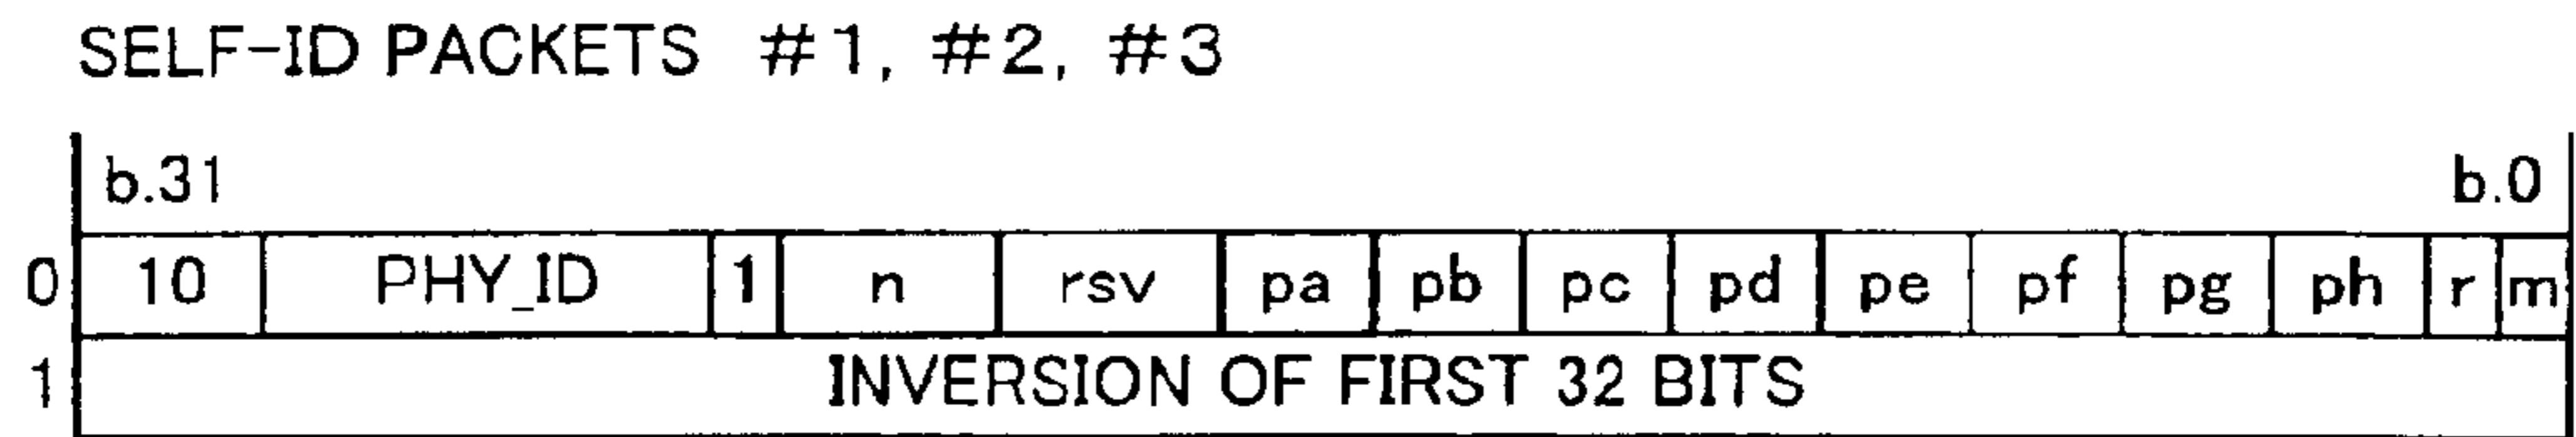 SELF-ID PACKETS #1, #2, #3
b.31 b.0
0 10 PHY_ID 1 n rsv pa pb pc pd pe pf pg ph r m
1 INVERSION OF FIRST 32 BITS